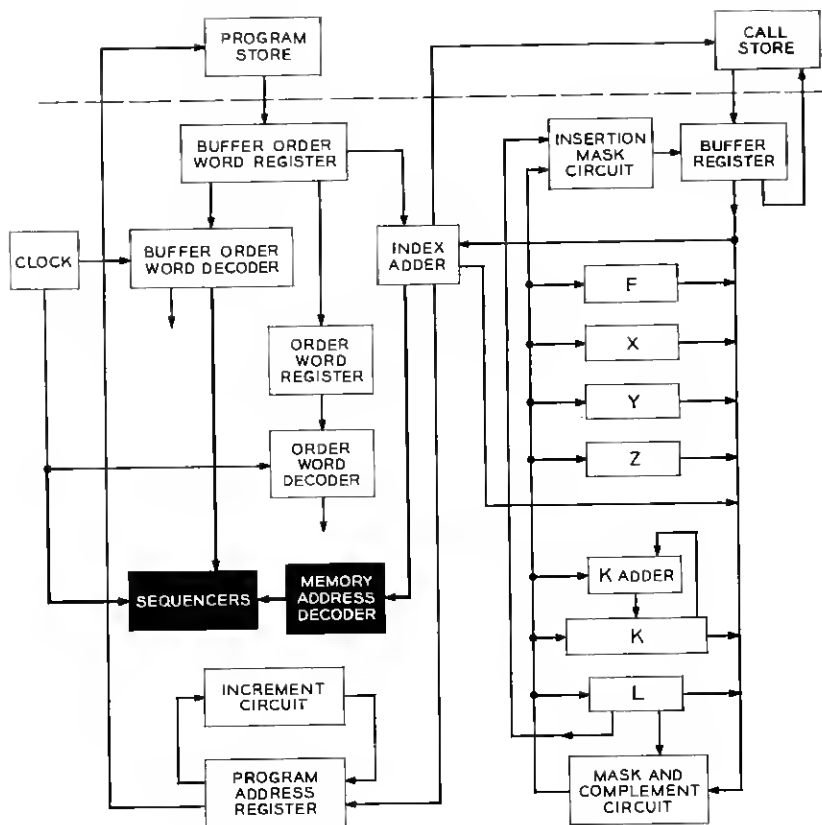 PROGRAM
STORE
CALL
STORE
BUFFER ORDER
WORD REGISTER
INSERTION
MASK
CIRCUIT
BUFFER
REGISTER
CLOCK
BUFFER ORDER
WORD DECODER
INDEX
ADDER
F
ORDER
WORD
REGISTER
X
Y
ORDER
WORD
DECODER
Z
SEQUENCERS
MEMORY
ADDRESS
DECODER
K ADDER
K
INCREMENT
CIRCUIT
L
PROGRAM
ADDRESS
REGISTER
MASK AND
COMPLEMENT
CIRCUIT